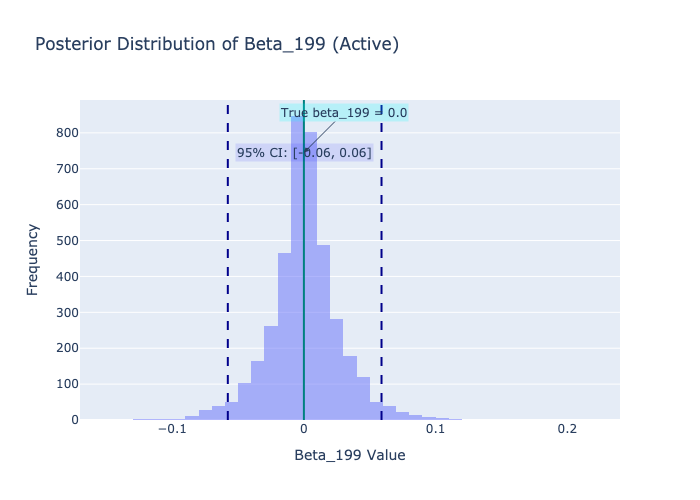 Posterior Distribution of Beta_199 (Active)
True beta_199 = 0.0
95% CI: [-0.06, 0.06]
800
700
600
500
400
300
200
100
0
Frequency
−0.1
0
0.1
0.2
Beta_199 Value